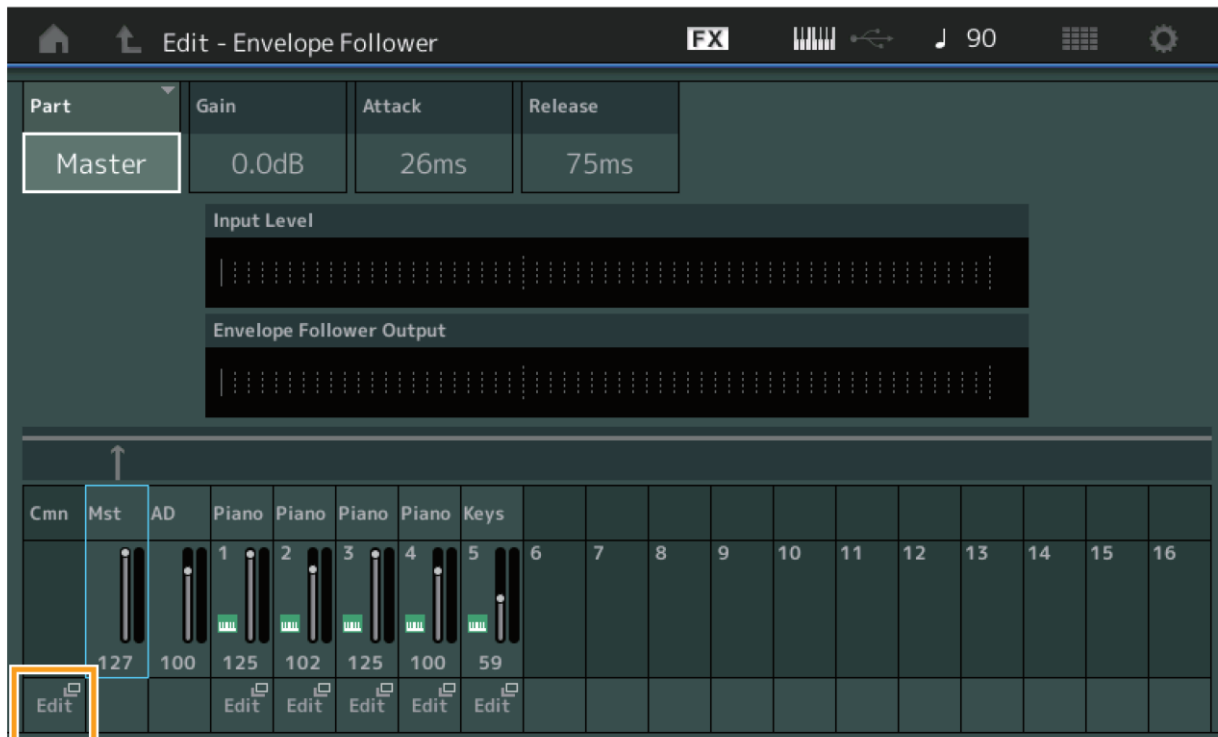 Edit - Envelope Follower FX ♩ 90
Part Gain Attack Release
Master 0.0dB 26ms 75ms
Input Level
Envelope Follower Output
Cmn Mst AD Piano Piano Piano Piano Keys
1 2 3 4 5 6 7 8 9 10 11 12 13 14 15 16
127 100 125 102 125 100 59
Edit Edit Edit Edit Edit Edit